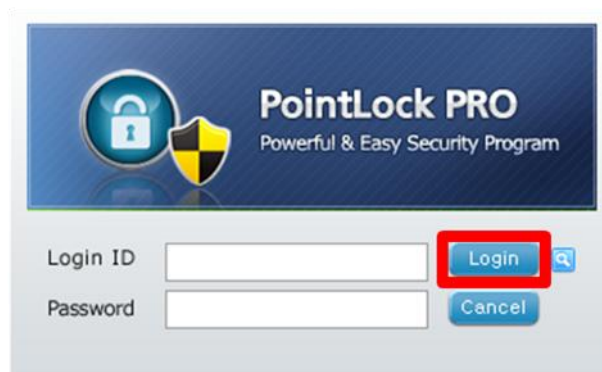 PointLock PRO
Powerful & Easy Security Program
Login ID
Login
Password
Cancel